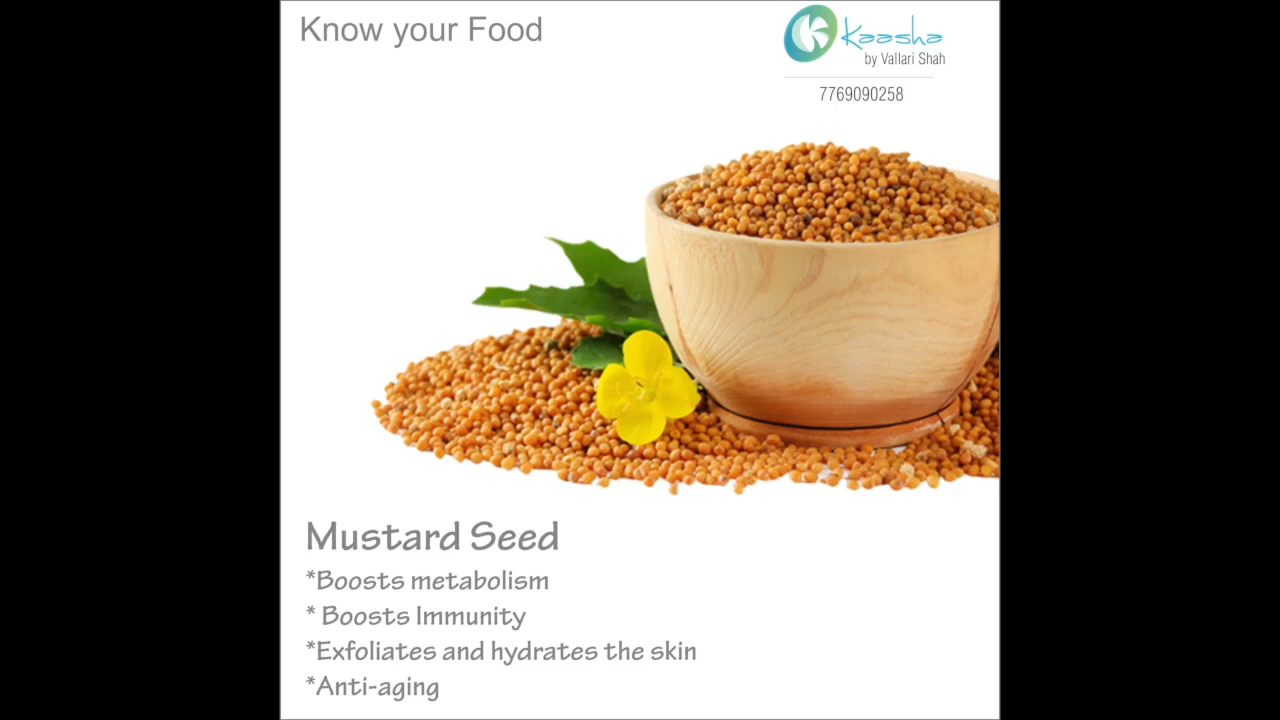 Know your Food
Kaasha
by Vallari Shah
7769090258
Mustard Seed
*Boosts metabolism
* Boosts Immunity
*Exfoliates and hydrates the skin
*Anti-aging